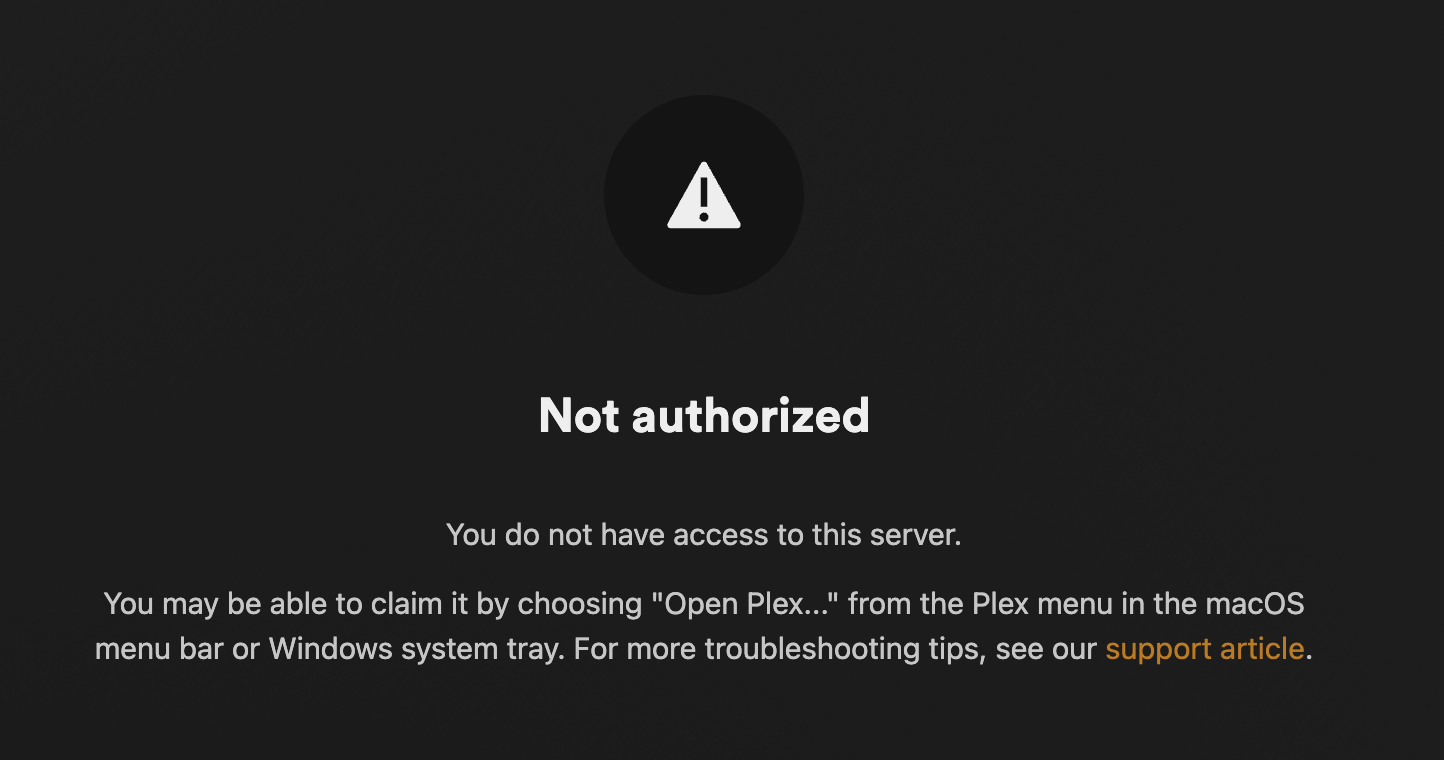 Not authorized
You do not have access to this server.
You may be able to claim it by choosing "Open Plex..." from the Plex menu in the macOS
menu bar or Windows system tray. For more troubleshooting tips, see our support article.